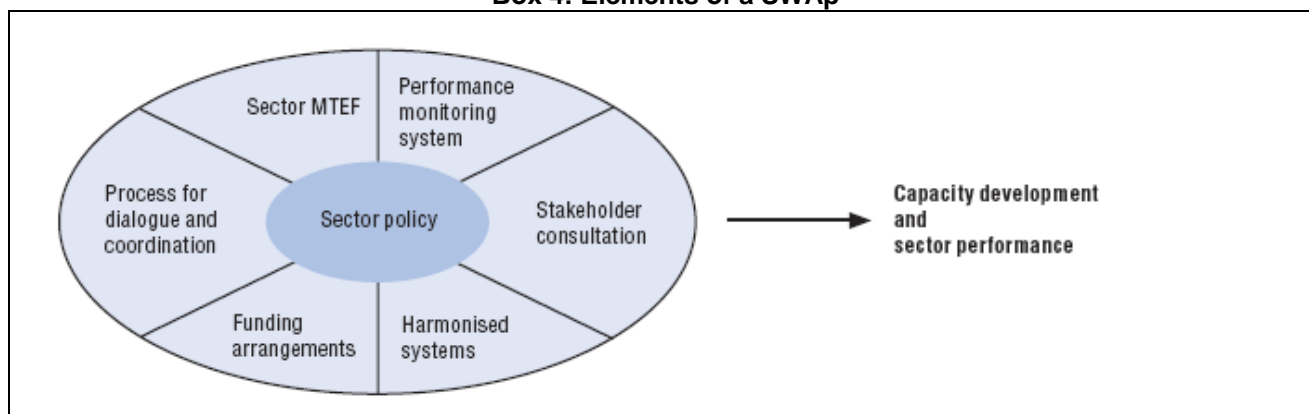 Box 4: Elements of a SWAp
Sector MTEF
Performance
monitoring
system
Process for
dialogue and
coordination
Sector policy
Stakeholder
consultation
Funding
arrangements
Harmonised
systems
Capacity development
and
sector performance